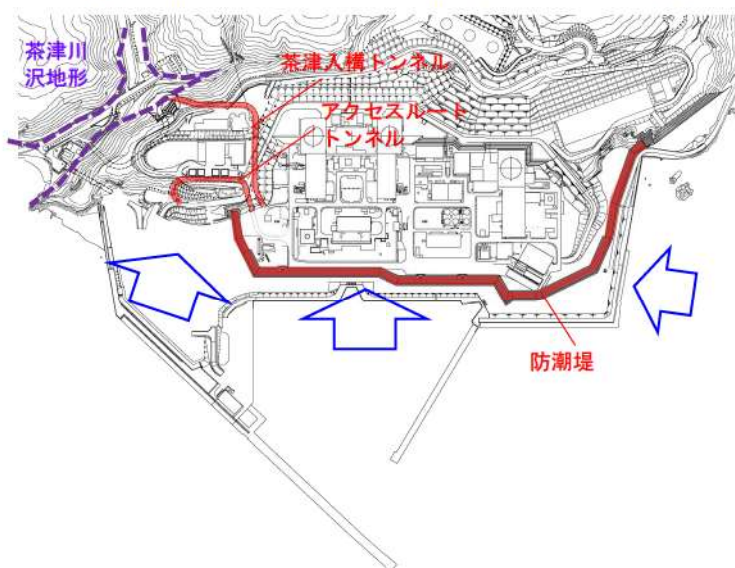 茶津川
沢地形
茶津入構トンネル
アクセスルート
トンネル
防潮堤